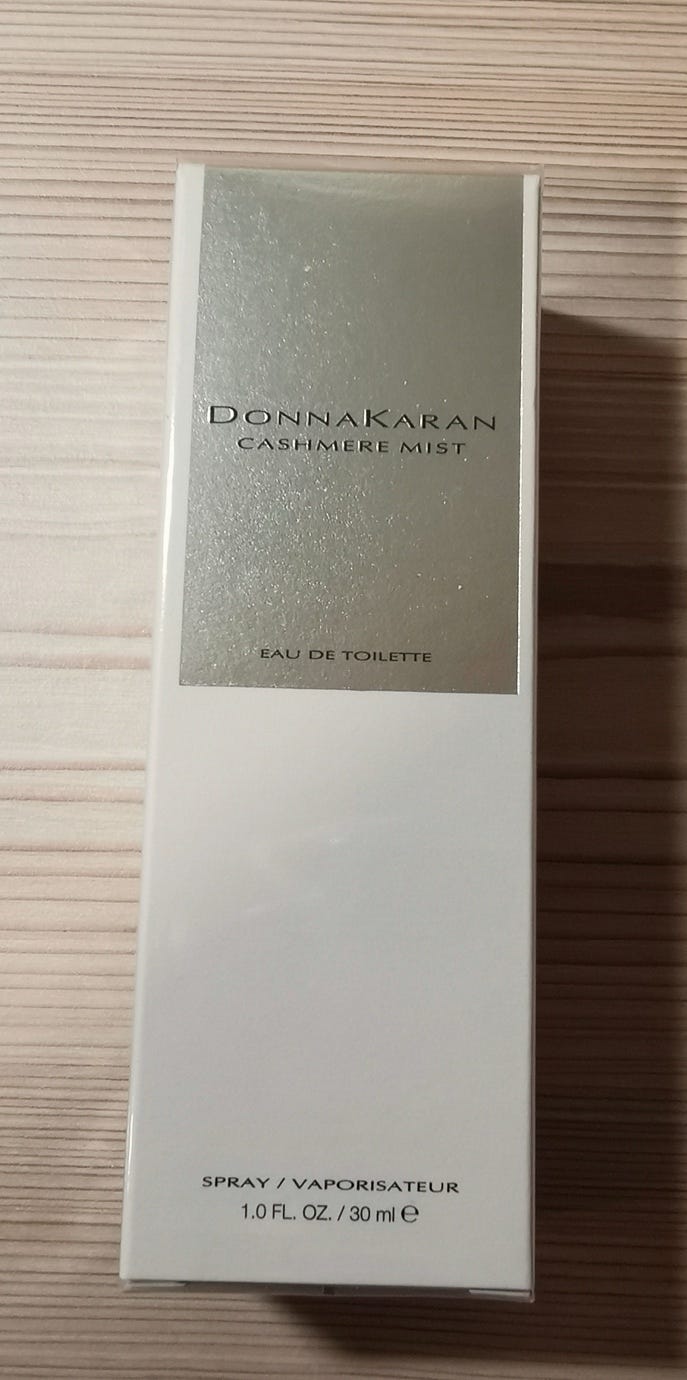 DONNAKARAN
CASHMERE MIST
EAU DE TOILETTE
SPRAY / VAPORISATEUR
1.0 FL. OZ. / 30 ml ℮